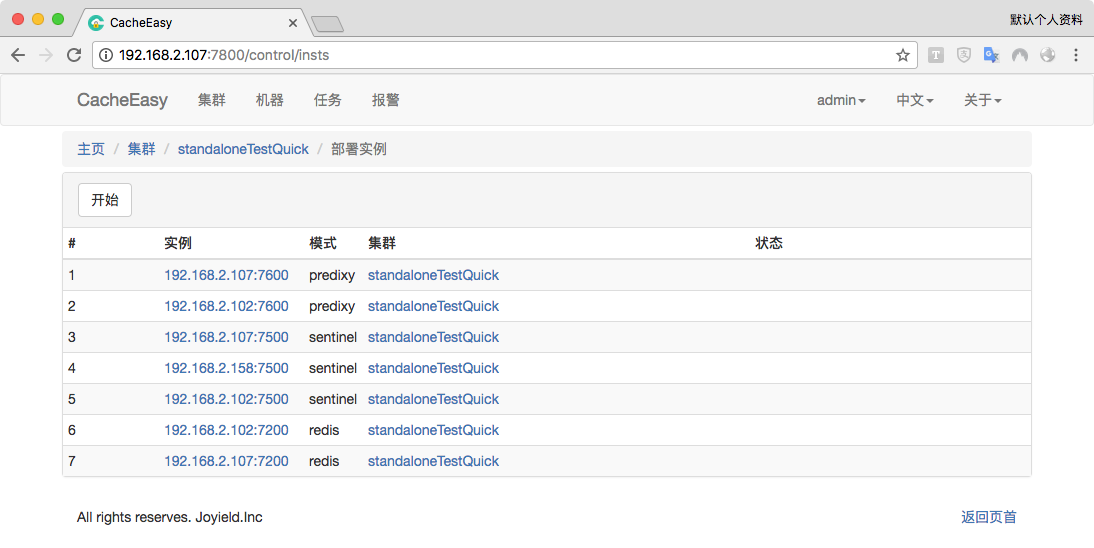 CacheEasy
默认个人资料
192.168.2.107:7800/control/insts
CacheEasy 集群 机器 任务 报警 admin 中文 关于
主页 / 集群 / standaloneTestQuick / 部署实例
开始
# 实例 模式 集群 状态
1 192.168.2.107:7600 predixy standaloneTestQuick
2 192.168.2.102:7600 predixy standaloneTestQuick
3 192.168.2.107:7500 sentinel standaloneTestQuick
4 192.168.2.158:7500 sentinel standaloneTestQuick
5 192.168.2.102:7500 sentinel standaloneTestQuick
6 192.168.2.102:7200 redis standaloneTestQuick
7 192.168.2.107:7200 redis standaloneTestQuick
All rights reserves. Joyield.Inc 返回页首